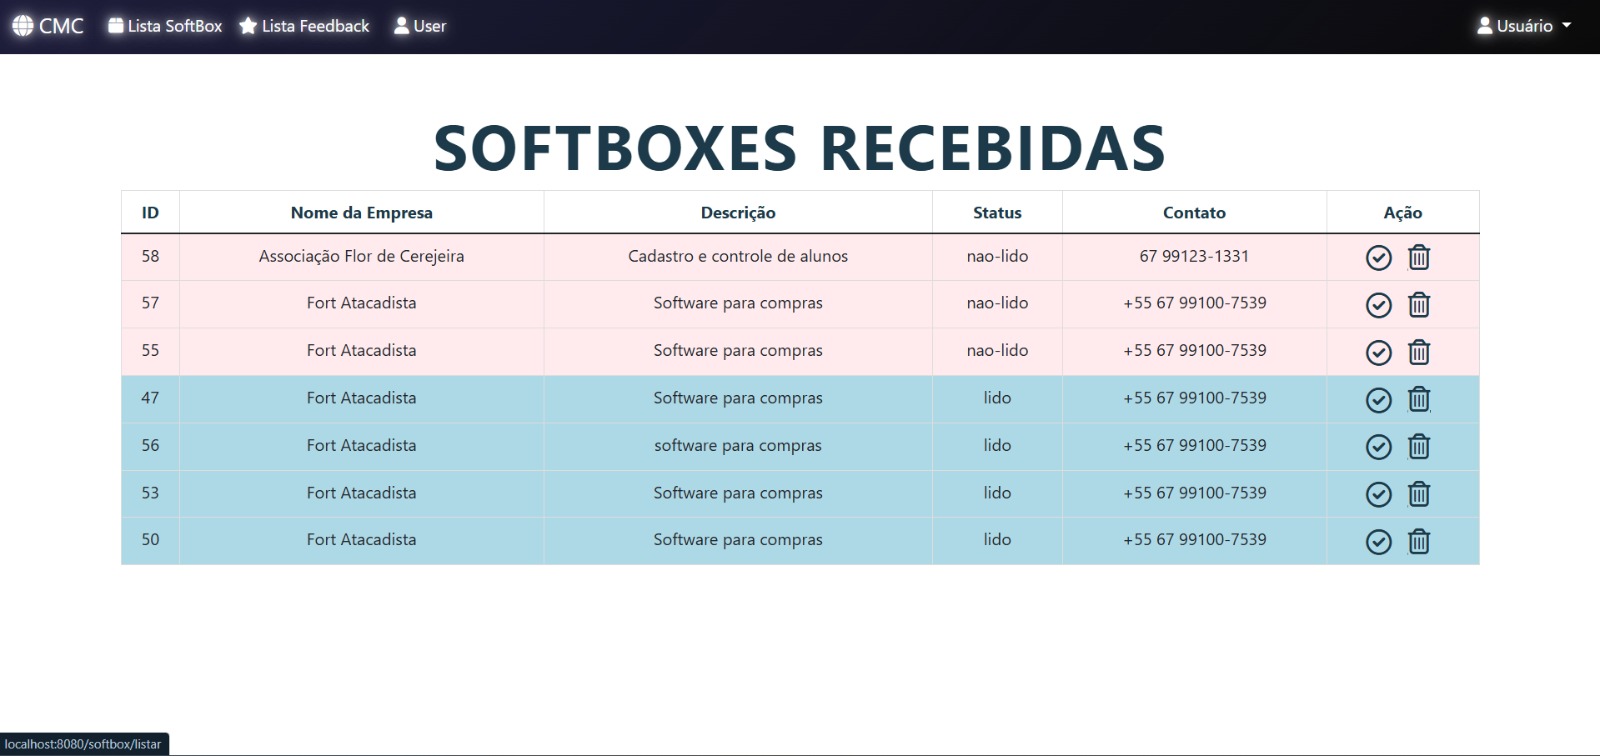 CMC Lista SoftBox Lista Feedback User Usuário
SOFTBOXES RECEBIDAS
ID Nome da Empresa Descrição Status Contato Ação
58 Associação Flor de Cerejeira Cadastro e controle de alunos nao-lido 67 99123-1331
57 Fort Atacadista Software para compras nao-lido +55 67 99100-7539
55 Fort Atacadista Software para compras nao-lido +55 67 99100-7539
47 Fort Atacadista Software para compras lido +55 67 99100-7539
56 Fort Atacadista software para compras lido +55 67 99100-7539
53 Fort Atacadista Software para compras lido +55 67 99100-7539
50 Fort Atacadista Software para compras lido +55 67 99100-7539
localhost:8080/softbox/listar